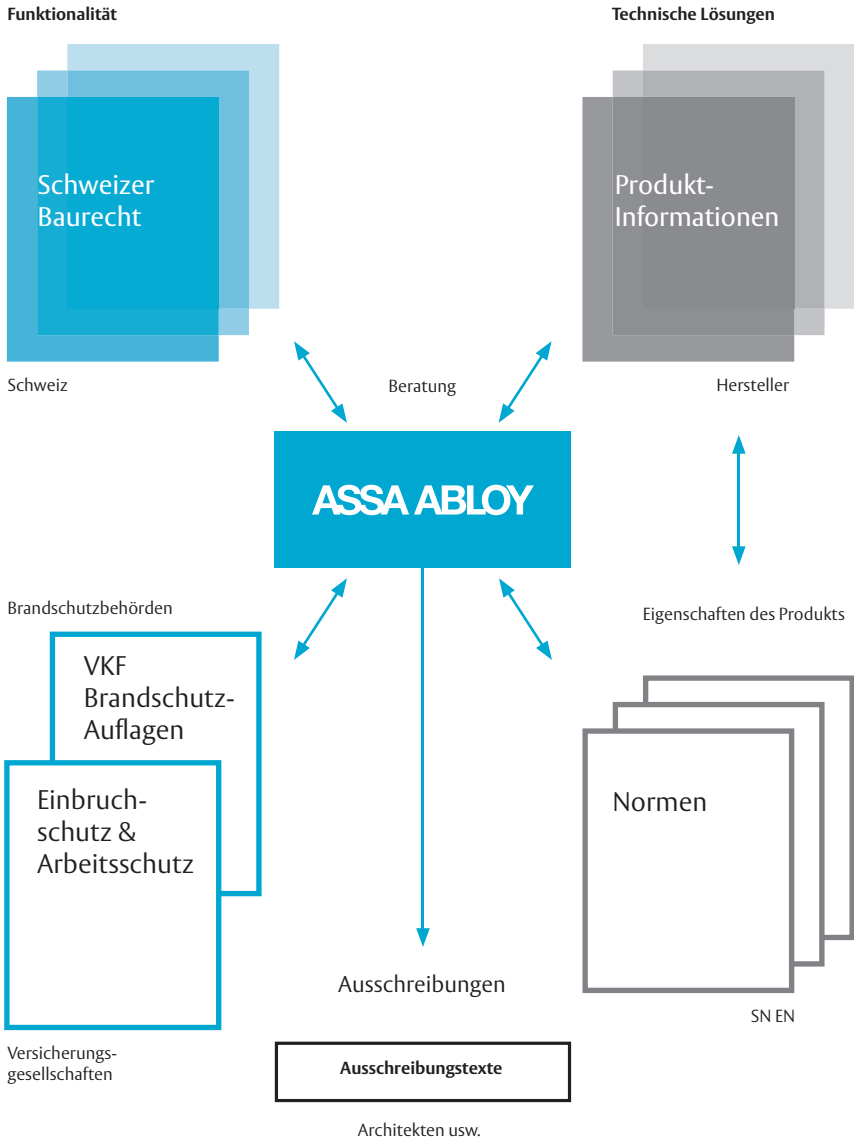 Funktionalität
Technische Lösungen
Schweizer
Baurecht
Produkt-
Informationen
Schweiz
Beratung
Hersteller
ASSA ABLOY
Brandschutzbehörden
Eigenschaften des Produkts
VKF
Brandschutz-
Auflagen
Einbruch-
schutz &
Arbeitsschutz
Normen
Ausschreibungen
SN EN
Versicherungs-
gesellschaften
Ausschreibungstexte
Architekten usw.